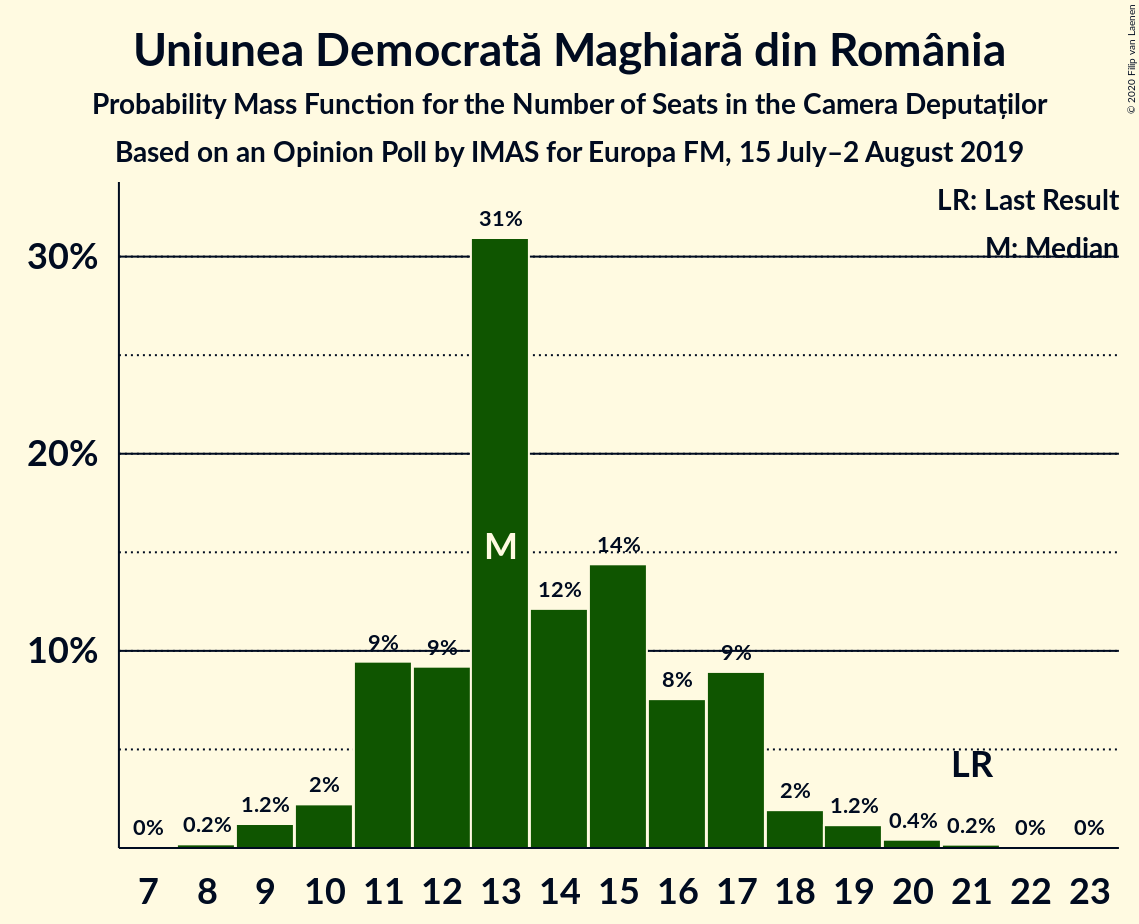 Uniunea Democrată Maghiară din România
Probability Mass Function for the Number of Seats in the Camera Deputaților
Based on an Opinion Poll by IMAS for Europa FM, 15 July–2 August 2019
© 2020 Filip van Laenen
LR: Last Result
M: Median
30%
20%
10%
0%
0.2%
1.2%
2%
9%
9%
31%
12%
14%
8%
9%
2%
1.2%
0.4%
0.2%
0%
0%
M
LR
7 8 9 10 11 12 13 14 15 16 17 18 19 20 21 22 23